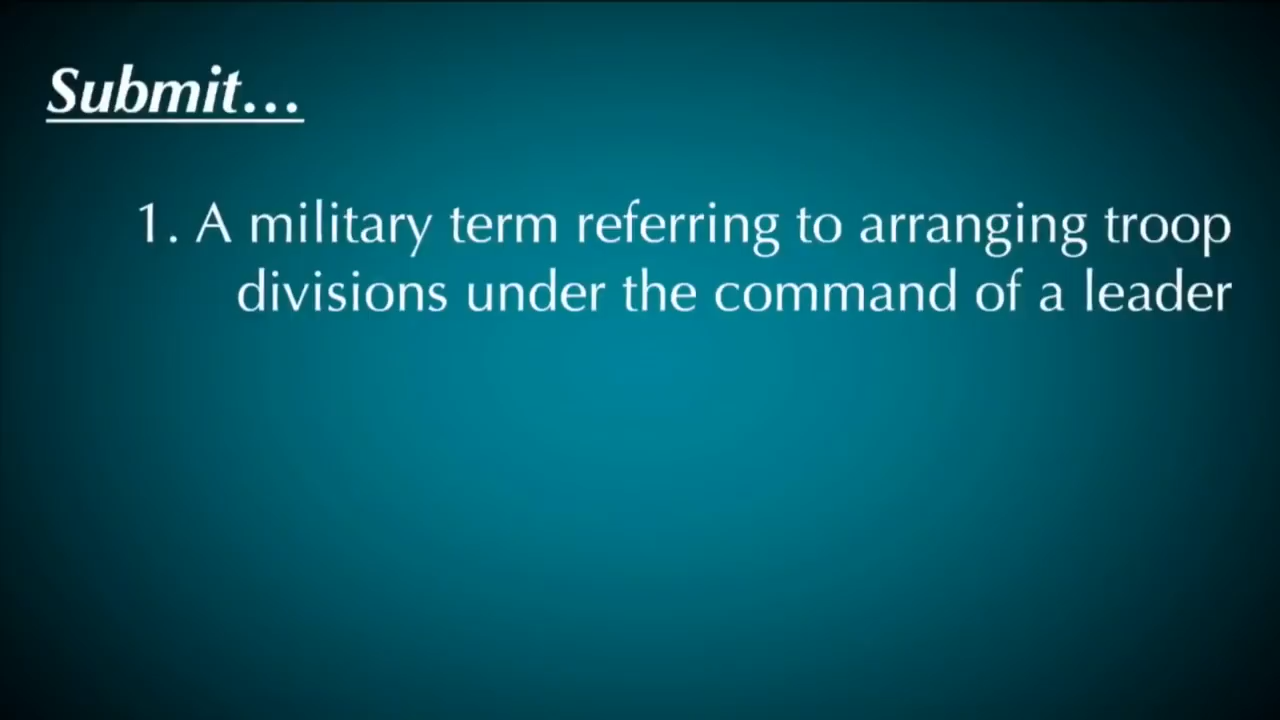 Submit...
1. A military term referring to arranging troop
divisions under the command of a leader